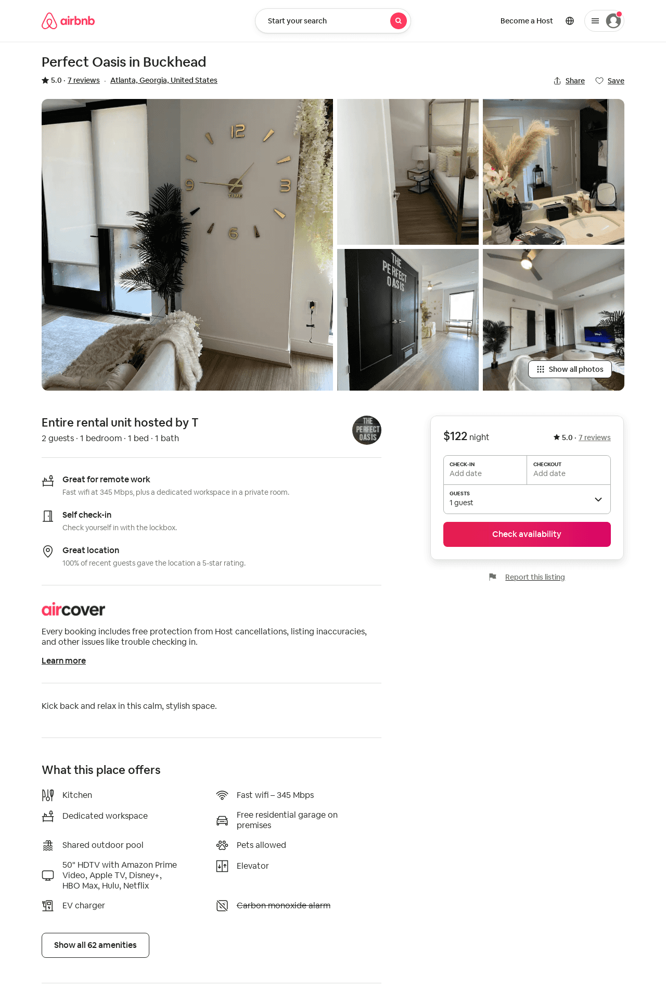 airbnb
Start your search
Become a Host
Perfect Oasis in Buckhead
5.0 · 7 reviews · Atlanta, Georgia, United States
Share
Save
12
9
3
6
TIME
THE
PERFECT
OASIS
Show all photos
Entire rental unit hosted by T
2 guests · 1 bedroom · 1 bed · 1 bath
THE
PERFECT
OASIS
Great for remote work
Fast wifi at 345 Mbps, plus a dedicated workspace in a private room.
Self check-in
Check yourself in with the lockbox.
Great location
100% of recent guests gave the location a 5-star rating.
$122 night
5.0 · 7 reviews
CHECK-IN
Add date
CHECKOUT
Add date
GUESTS
1 guest
Check availability
Report this listing
aircover
Every booking includes free protection from Host cancellations, listing inaccuracies,
and other issues like trouble checking in.
Learn more
Kick back and relax in this calm, stylish space.
What this place offers
Kitchen
Fast wifi – 345 Mbps
Dedicated workspace
Free residential garage on
premises
Shared outdoor pool
Pets allowed
50" HDTV with Amazon Prime
Video, Apple TV, Disney+,
HBO Max, Hulu, Netflix
Elevator
EV charger
Carbon monoxide alarm
Show all 62 amenities